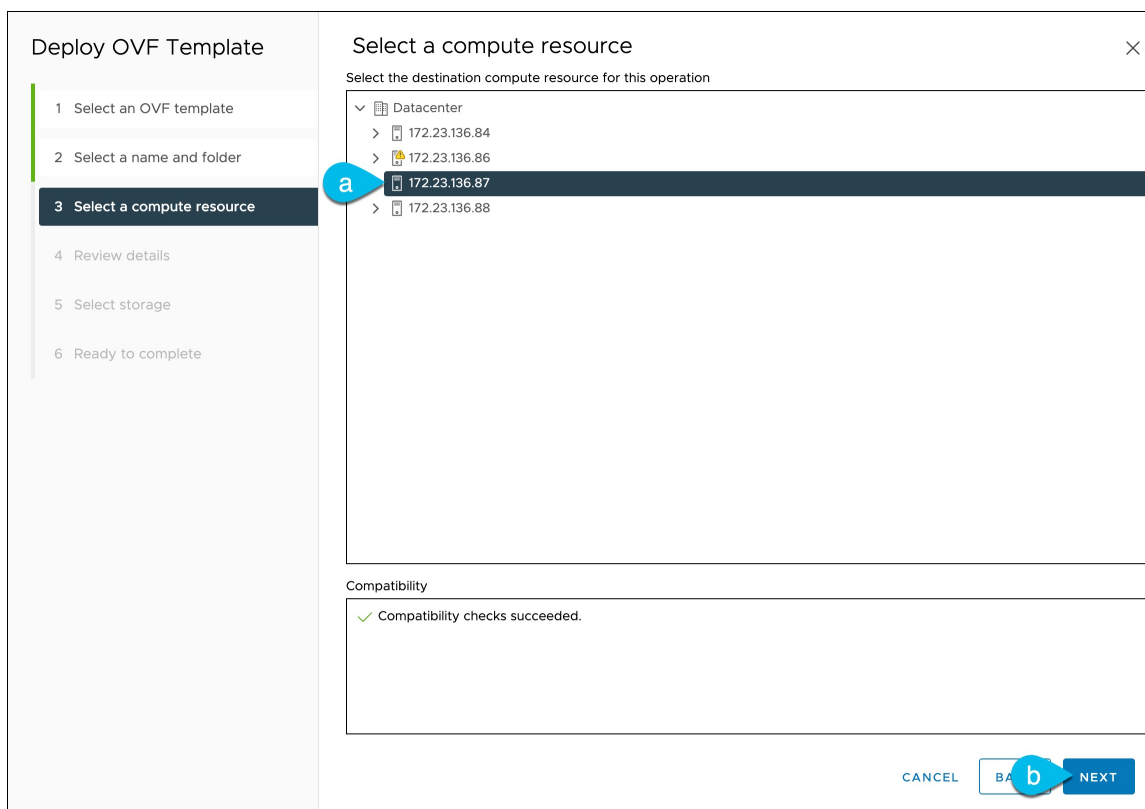 Deploy OVF Template
1 Select an OVF template
2 Select a name and folder
3 Select a compute resource
4 Review details
5 Select storage
6 Ready to complete
Select a compute resource
Select the destination compute resource for this operation
Datacenter
172.23.136.84
172.23.136.86
a
172.23.136.87
172.23.136.88
Compatibility
Compatibility checks succeeded.
CANCEL
b
NEXT